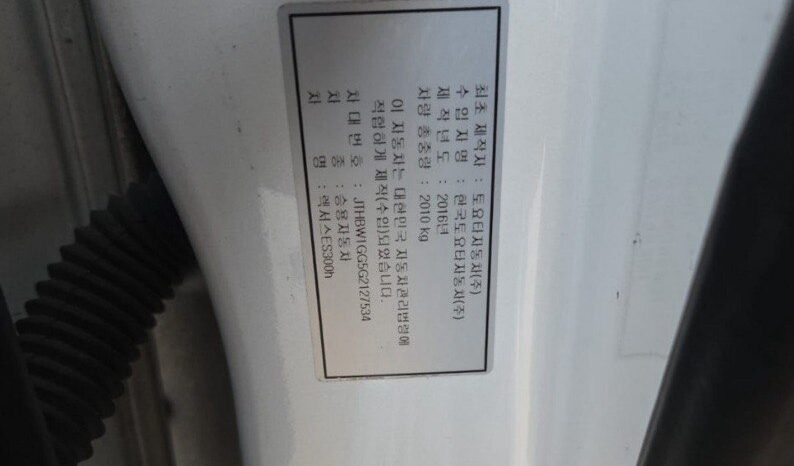 최초 제작자 : 토요타자동차(주)
수 입 자 명 : 한국토요타자동차(주)
제 작 년 도 : 2016년
차량 총중량 : 2010 kg
이 자동차는 대한민국 자동차관리법령에
적합하게 제작(수입)되었습니다.
차 대 번 호 : JTHBW1GG5G2127534
차 종 : 승용자동차
차 명 : 렉서스ES300h